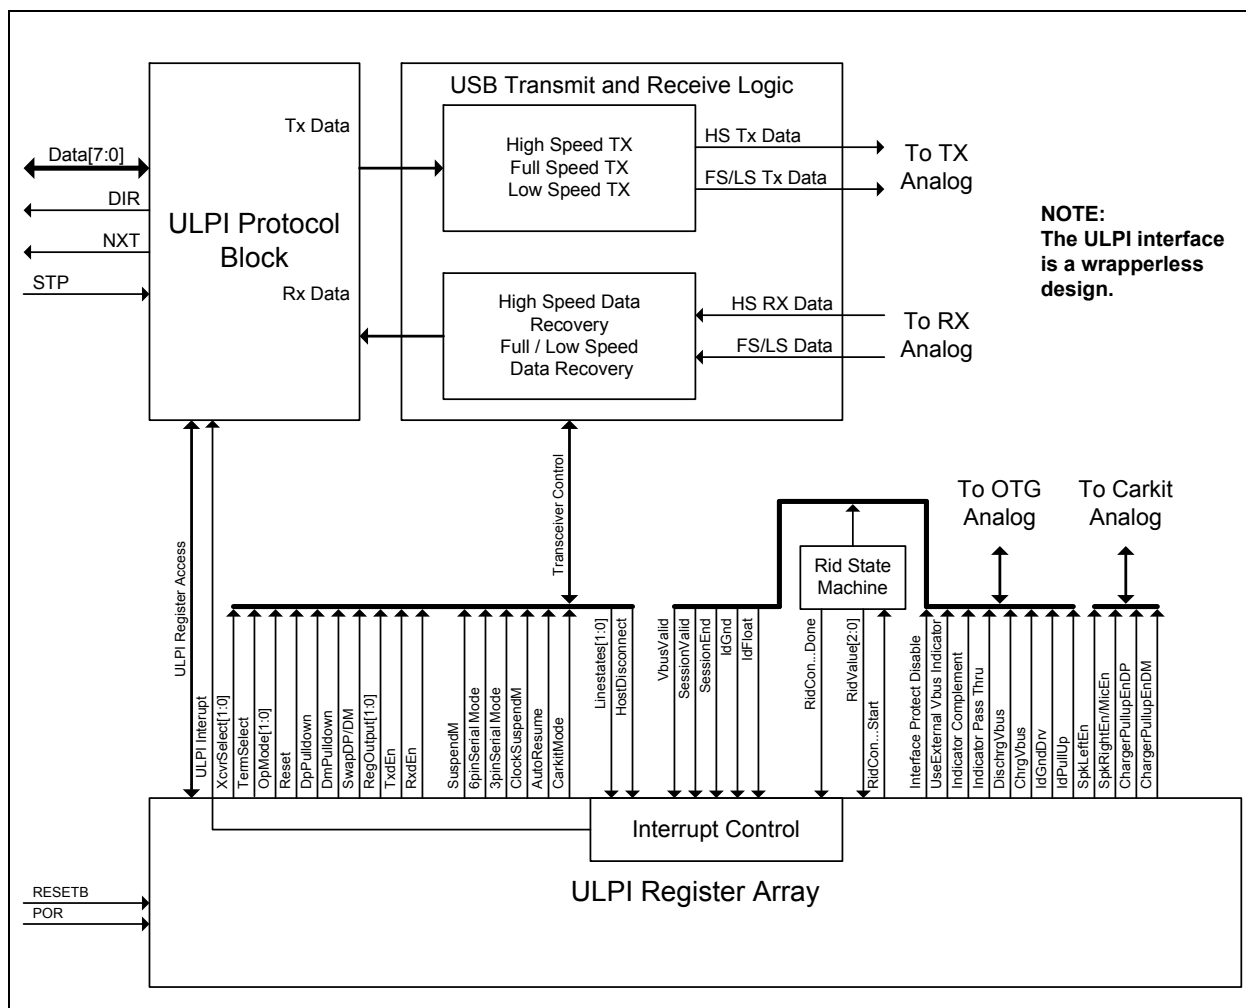 USB Transmit and Receive Logic
Tx Data
High Speed TX
Full Speed TX
Low Speed TX
HS Tx Data
FS/LS Tx Data
To TX
Analog
Data[7:0]
DIR
NXT
STP
ULPI Protocol
Block
NOTE:
The ULPI interface
is a wrapperless
design.
Rx Data
High Speed Data
Recovery
Full / Low Speed
Data Recovery
HS RX Data
FS/LS Data
To RX
Analog
ULPI Register Access
ULPI Interupt
Transceiver Control
To OTG
Analog
To Carkit
Analog
Rid State
Machine
XcvrSelect[1:0]
TermSelect
OpMode[1:0]
Reset
DpPulldown
DmPulldown
SwapDP/DM
RegOutput[1:0]
TxdEn
RxdEn
SuspendM
6pinSerial Mode
3pinSerial Mode
ClockSuspendM
AutoResume
CarkitMode
Linestates[1:0]
HostDisconnect
VbusValid
SessionValid
SessionEnd
IdGnd
IdFloat
RidCon...Done
RidValue[2:0]
RidCon...Start
Interface Protect Disable
UseExternal Vbus Indicator
Indicator Complement
Indicator Pass Thru
DischrgVbus
ChrgVbus
IdGndDrv
IdPullUp
SpkLeftEn
SpkRightEn/MicEn
ChargerPullupEnDP
ChargerPullupEnDM
Interrupt Control
ULPI Register Array
RESETB
POR